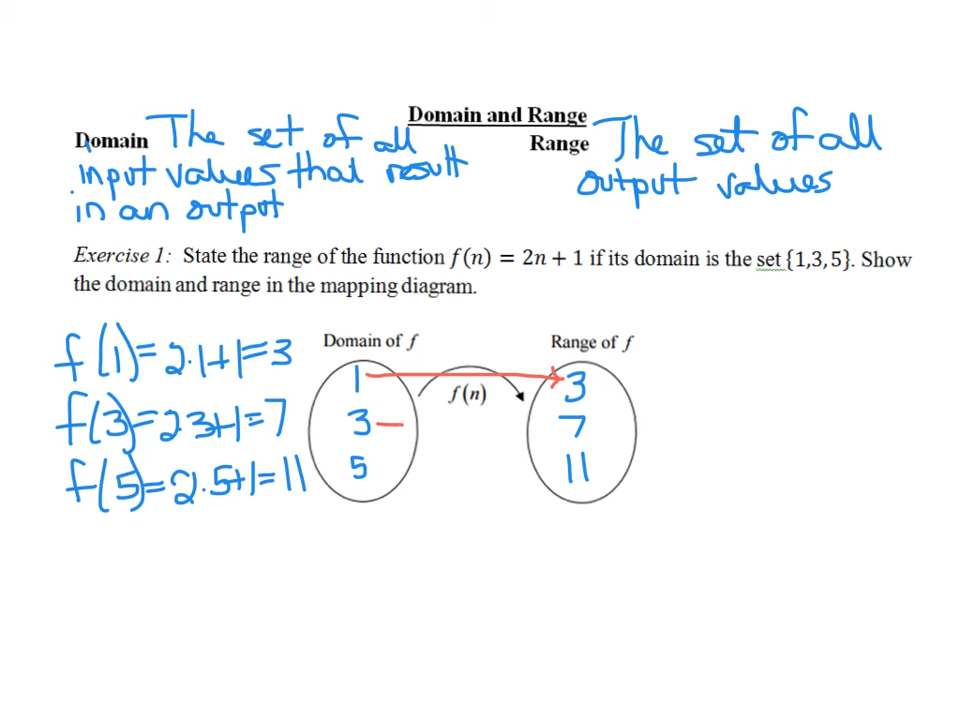 Domain and Range
Domain The set of all
input values that result
in an output
Range The set of all
output values
Exercise 1: State the range of the function f(n) = 2n + 1 if its domain is the set {1,3,5}. Show
the domain and range in the mapping diagram.
f(1)=2·1+1=3
f(3)=2·3+1=7
f(5)=2·5+1=11
Domain of f
1
3
5
f(n)
Range of f
3
7
11